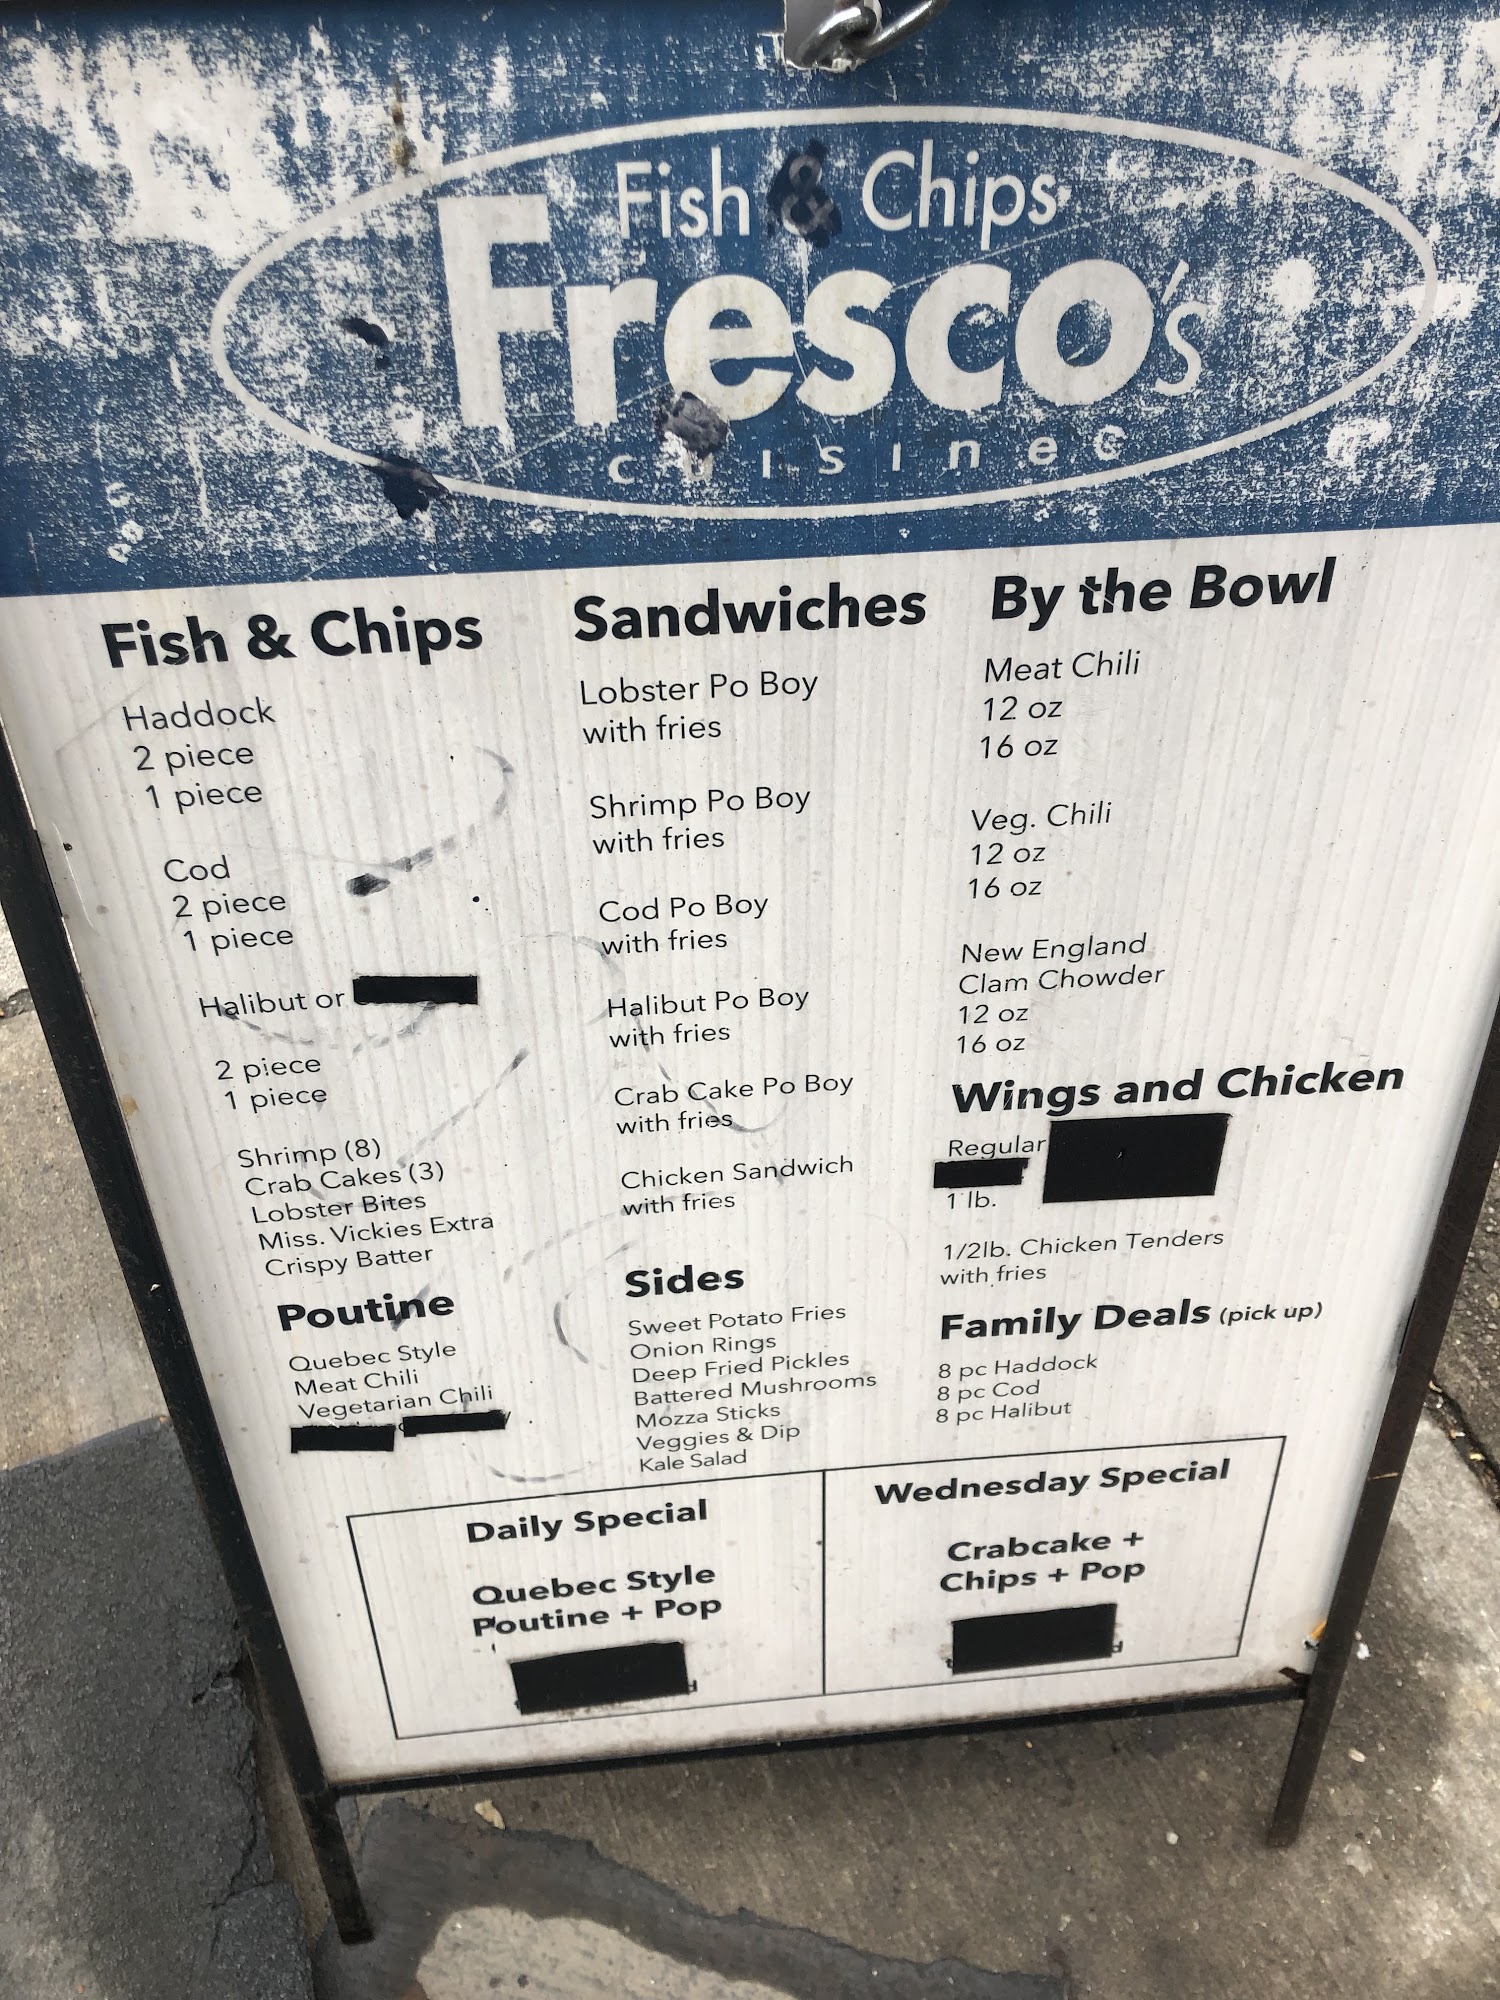 Fish & Chips
Fresco's
Fish & Chips
Haddock
2 piece
1 piece
Cod
2 piece
1 piece
Halibut or
2 piece
1 piece
Shrimp (8)
Crab Cakes (3)
Lobster Bites
Miss. Vickies Extra
Crispy Batter
Poutine
Quebec Style
Meat Chili
Vegetarian Chili
Sandwiches
Lobster Po Boy
with fries
Shrimp Po Boy
with fries
Cod Po Boy
with fries
Halibut Po Boy
with fries
Crab Cake Po Boy
with fries
Chicken Sandwich
with fries
Sides
Sweet Potato Fries
Onion Rings
Deep Fried Pickles
Battered Mushrooms
Mozza Sticks
Veggies & Dip
Kale Salad
By the Bowl
Meat Chili
12 oz
16 oz
Veg. Chili
12 oz
16 oz
New England
Clam Chowder
12 oz
16 oz
Wings and Chicken
Regular
1 lb.
1/2lb. Chicken Tenders
with fries
Family Deals (pick up)
8 pc Haddock
8 pc Cod
8 pc Halibut
Daily Special
Quebec Style
Poutine + Pop
Wednesday Special
Crabcake +
Chips + Pop